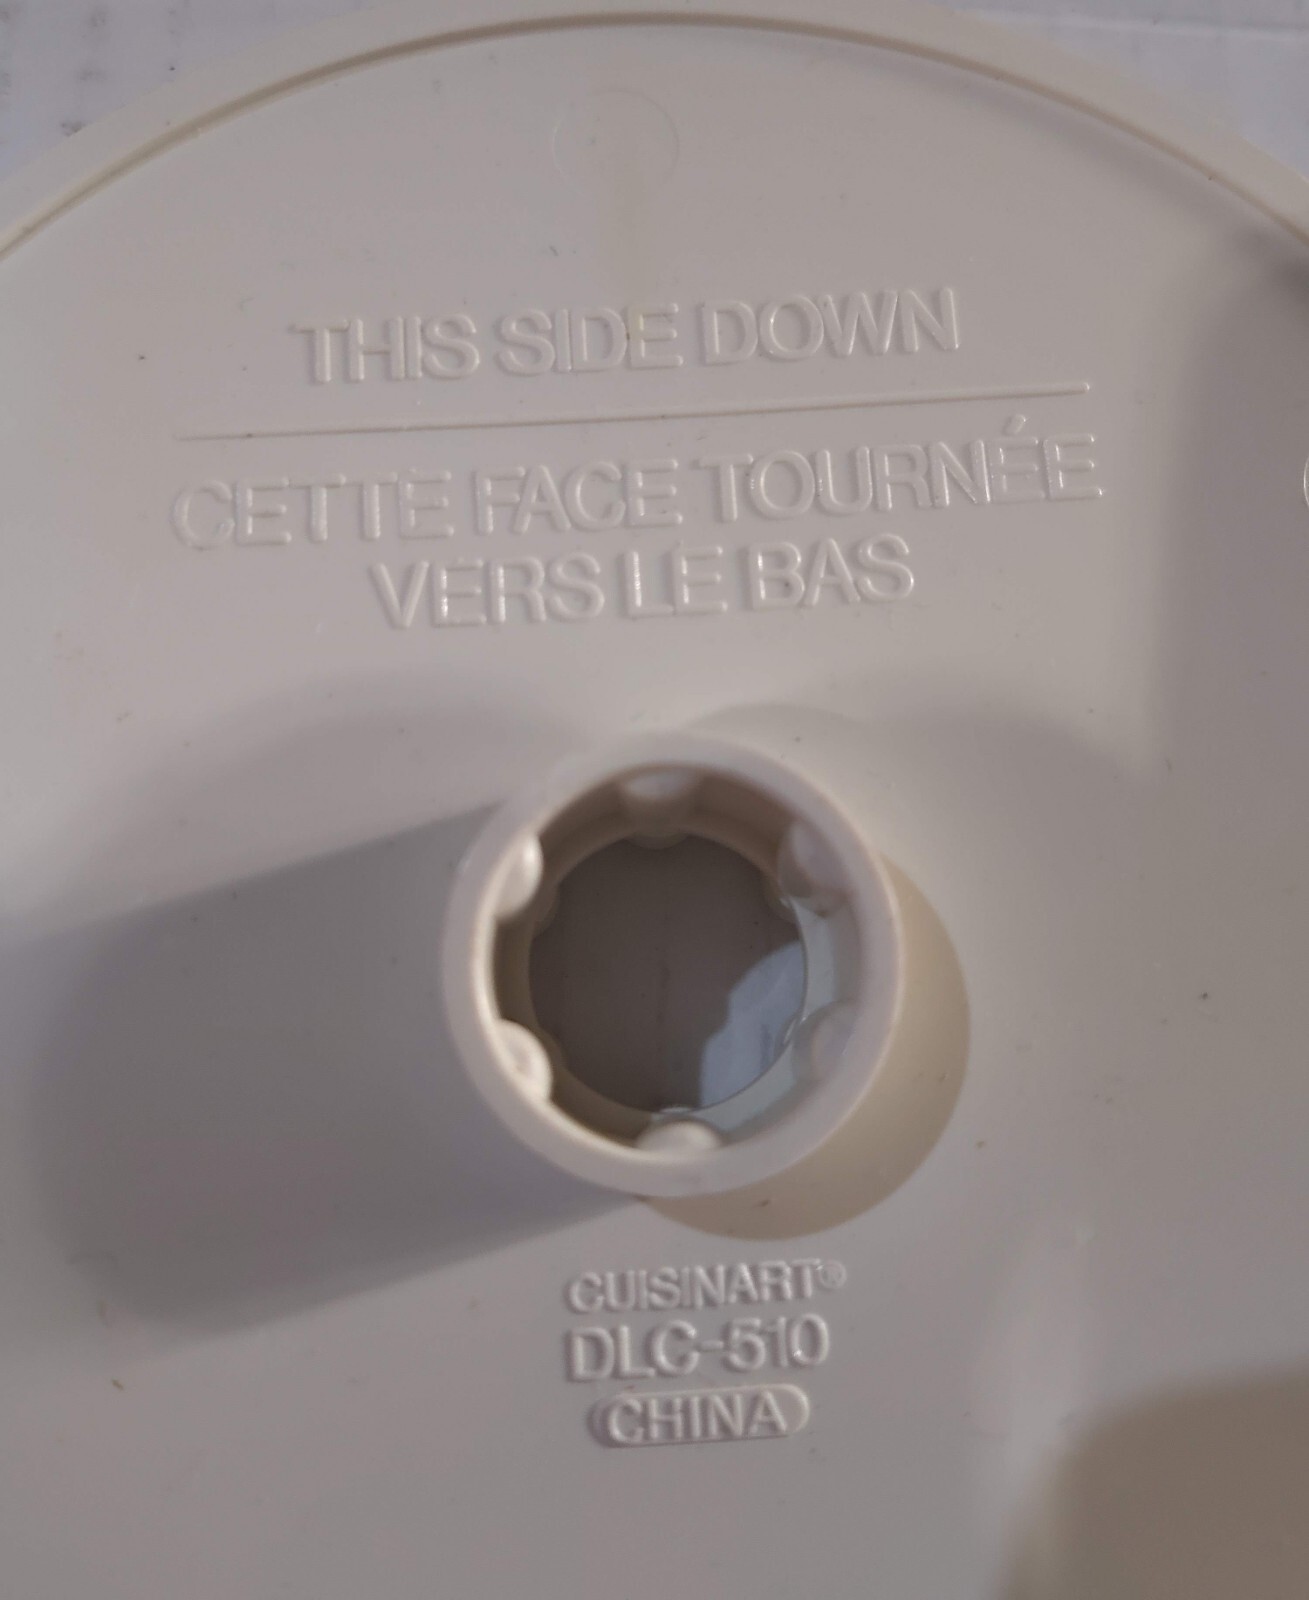 THIS SIDE DOWN
CETTE FACE TOURNÉE
VERS LE BAS
CUISINART®
DLC-510
CHINA